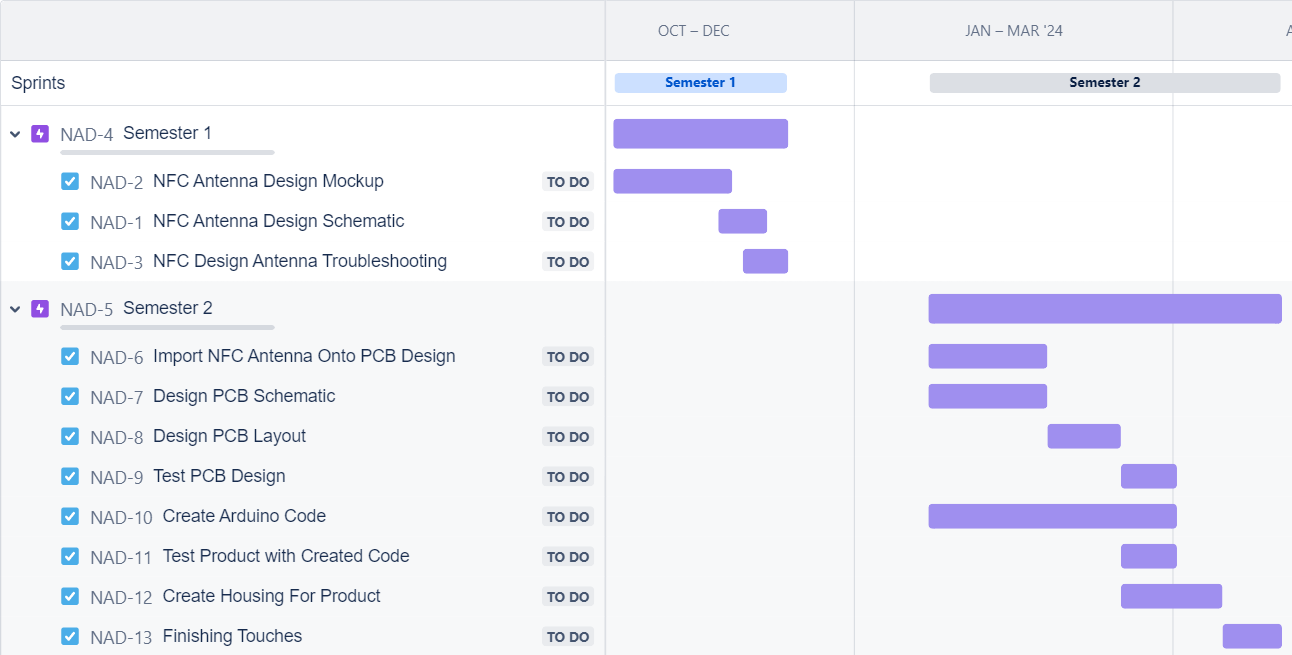 OCT – DEC JAN – MAR '24 A
Sprints Semester 1 Semester 2
NAD-4 Semester 1
NAD-2 NFC Antenna Design Mockup TO DO
NAD-1 NFC Antenna Design Schematic TO DO
NAD-3 NFC Design Antenna Troubleshooting TO DO
NAD-5 Semester 2
NAD-6 Import NFC Antenna Onto PCB Design TO DO
NAD-7 Design PCB Schematic TO DO
NAD-8 Design PCB Layout TO DO
NAD-9 Test PCB Design TO DO
NAD-10 Create Arduino Code TO DO
NAD-11 Test Product with Created Code TO DO
NAD-12 Create Housing For Product TO DO
NAD-13 Finishing Touches TO DO